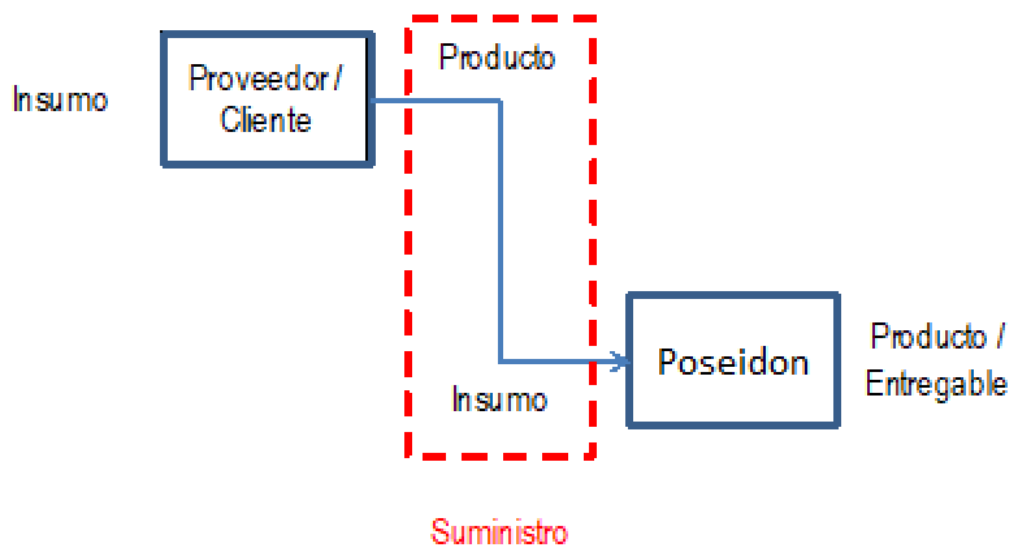 Insumo
Proveedor /
Cliente
Producto
Insumo
Poseidon
Producto /
Entregable
Suministro